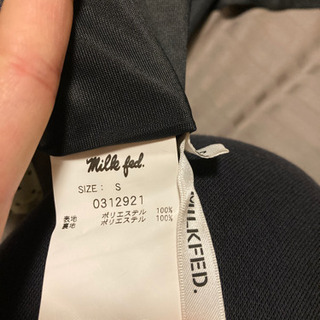 Milk fed.
SIZE: S
0312921
表地 ポリエステル 100%
裏地 ポリエステル 100%
MILKFED.